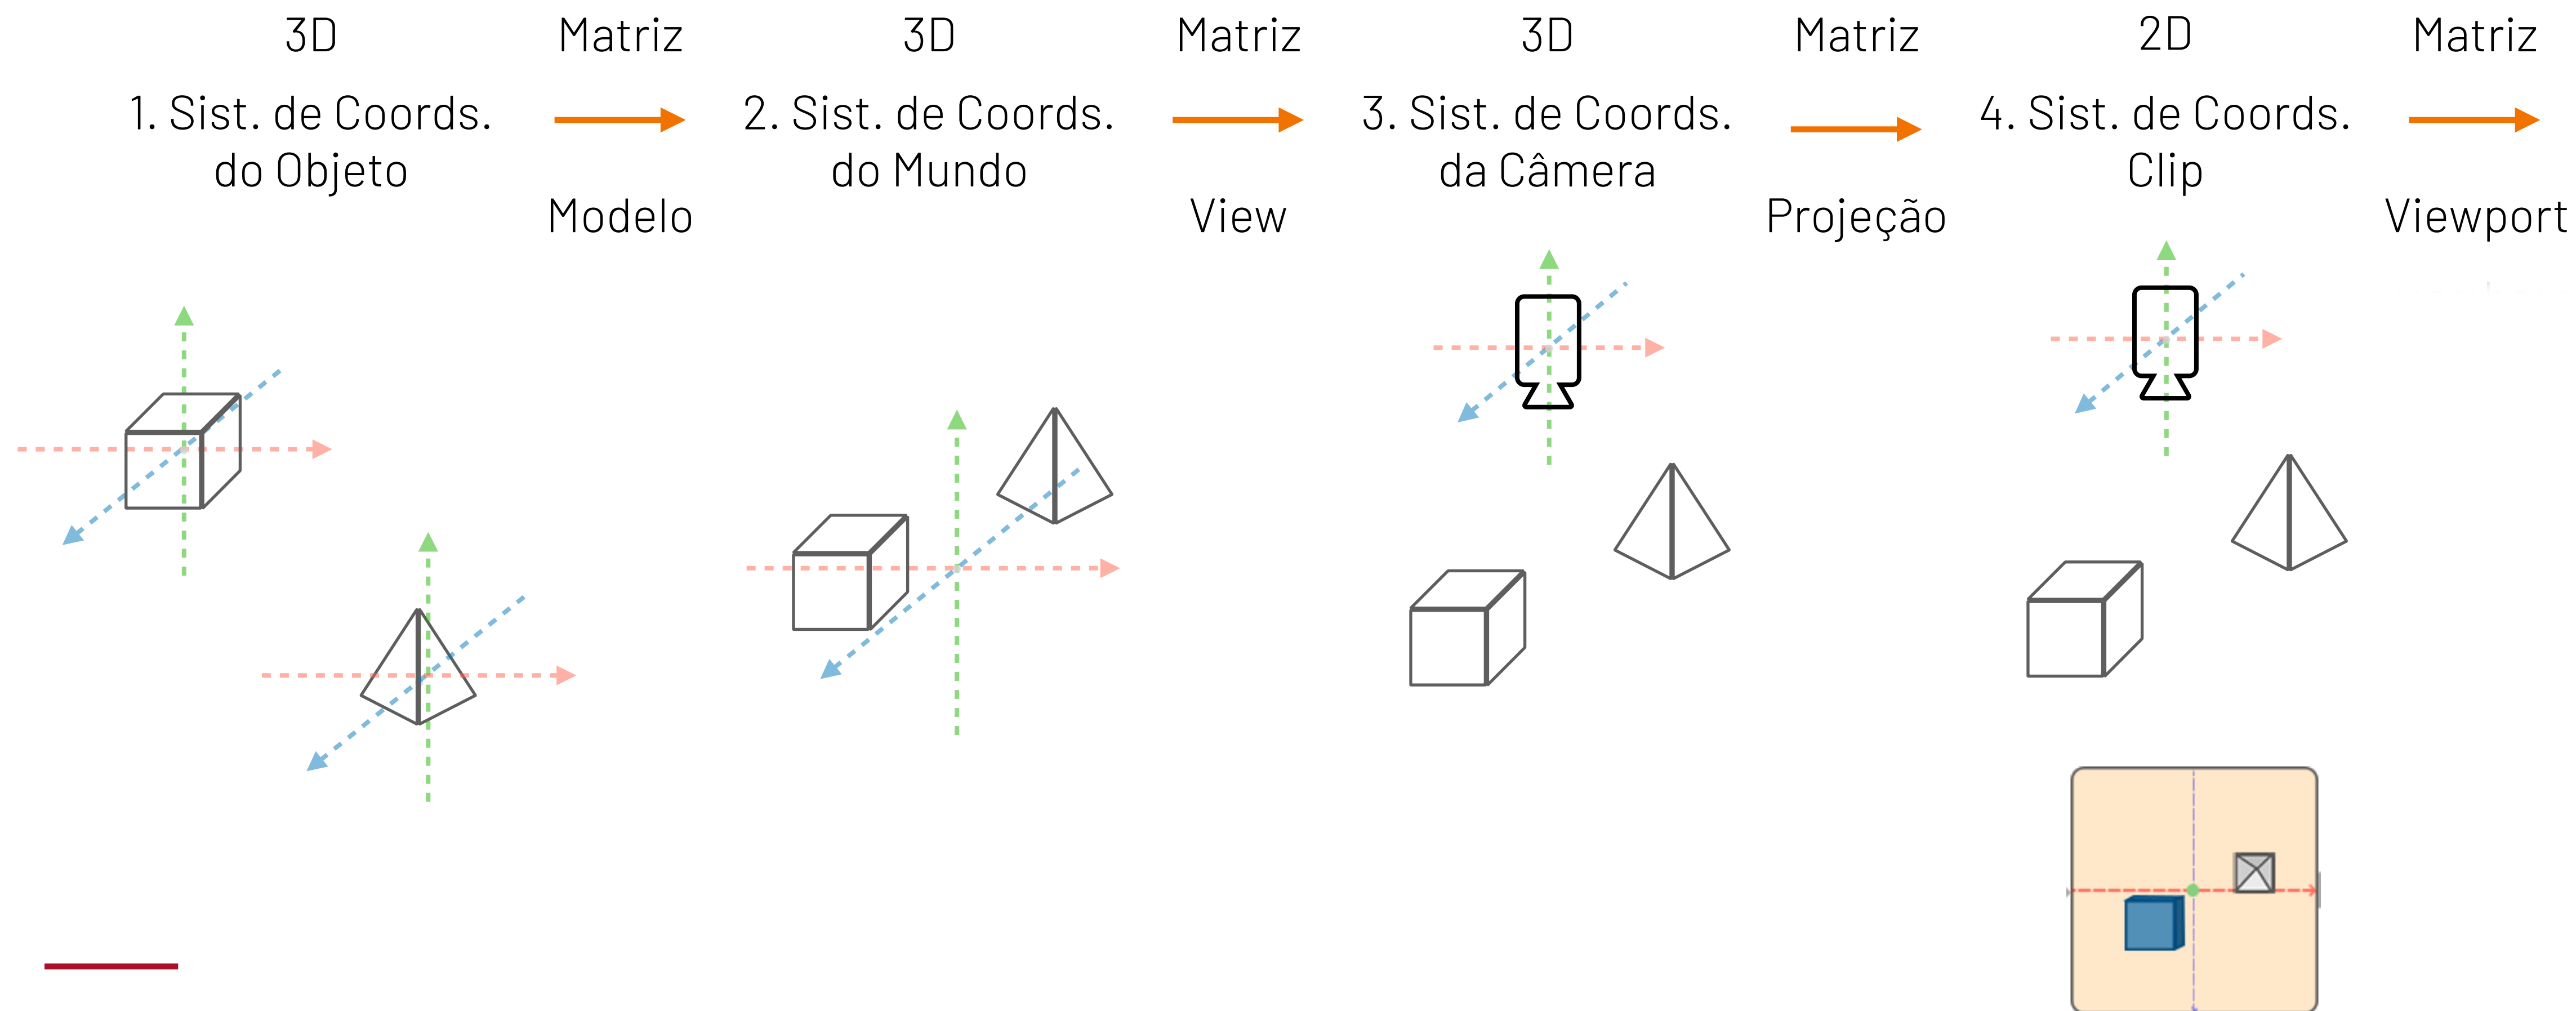 3D
Matriz
3D
Matriz
3D
Matriz
2D
Matriz
1. Sist. de Coords.
do Objeto
2. Sist. de Coords.
do Mundo
3. Sist. de Coords.
da Câmera
4. Sist. de Coords.
Clip
Modelo
View
Projeção
Viewport